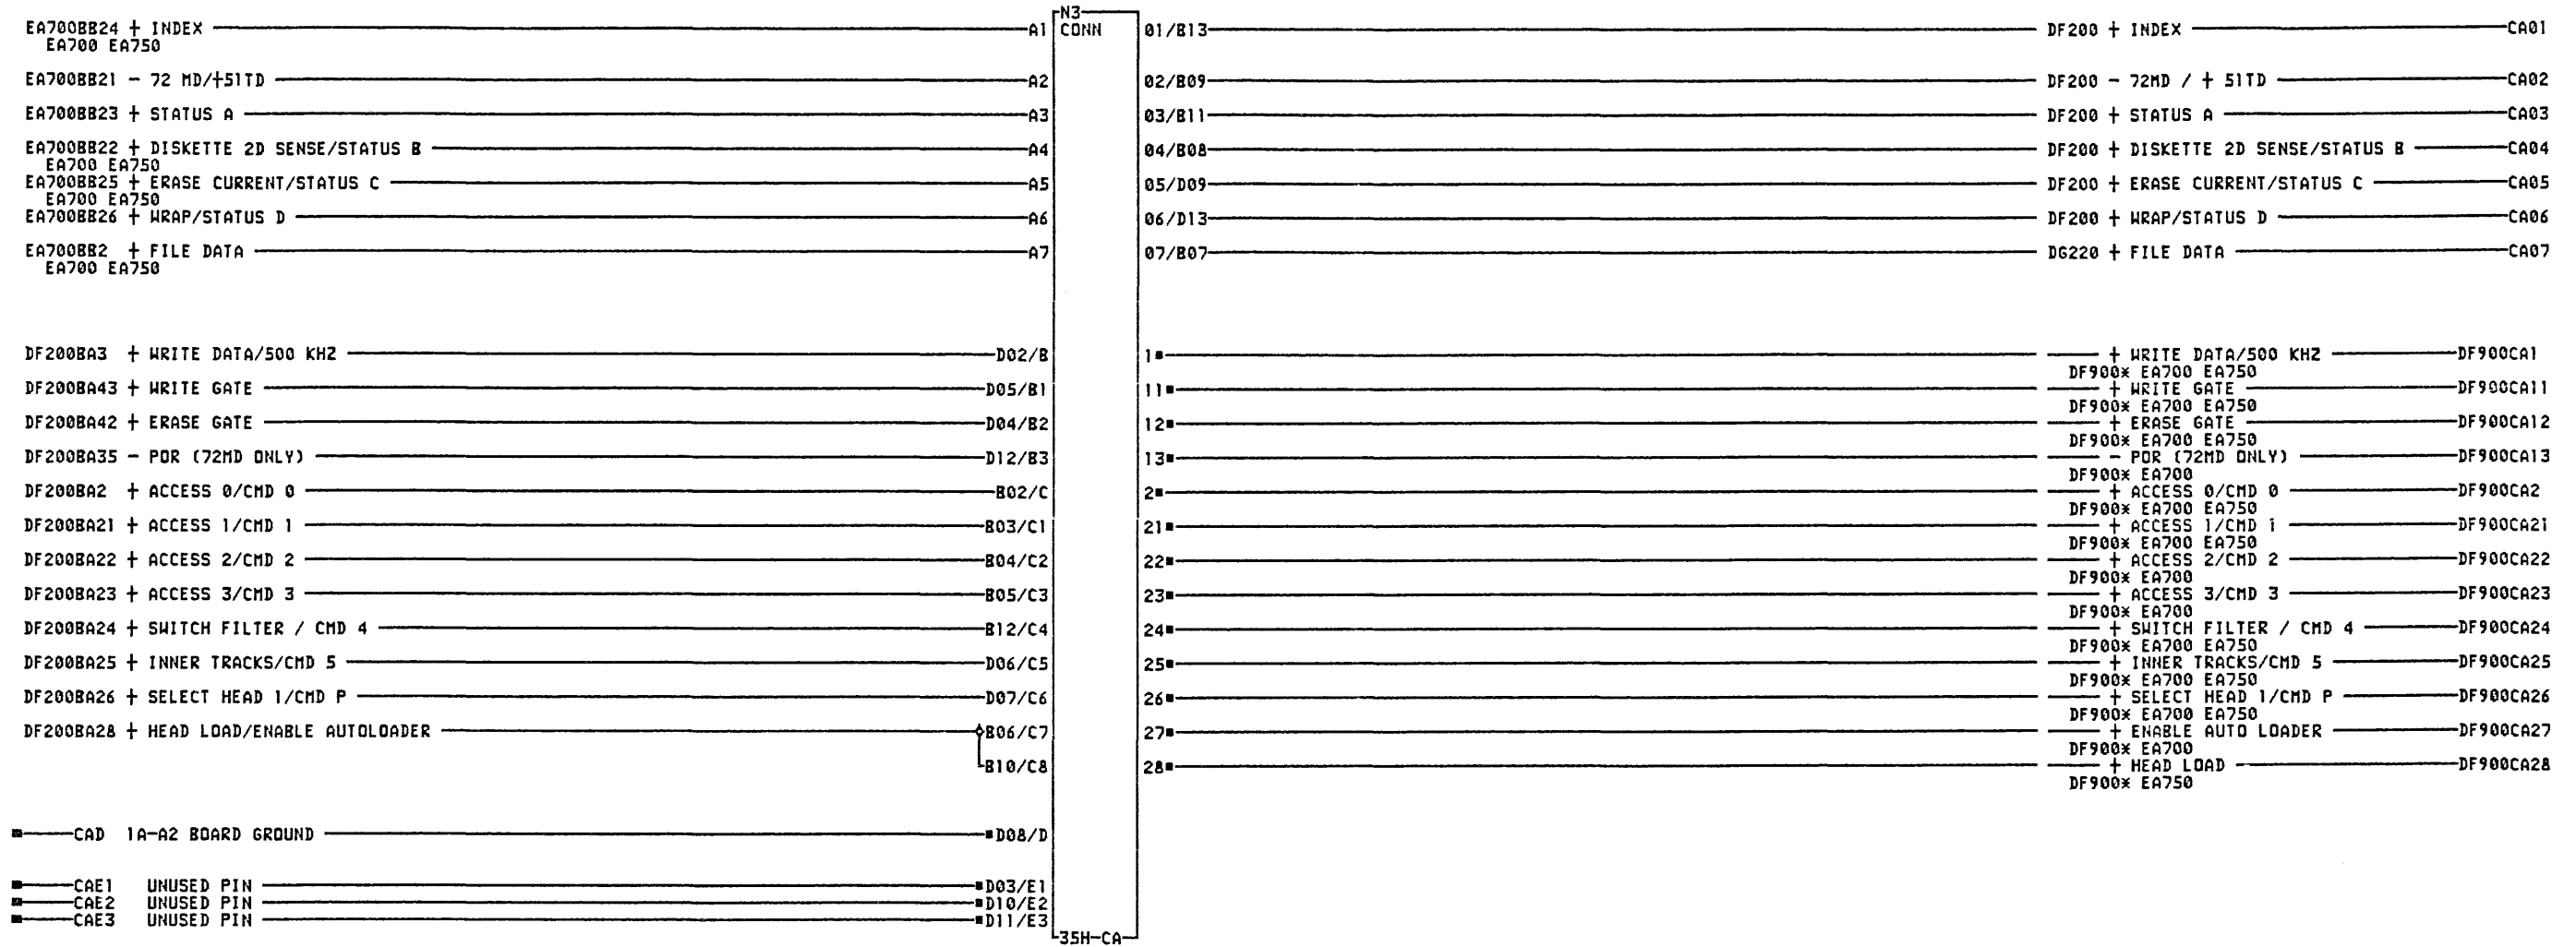 N3
EA700BB24 + INDEX A1 CONN 01/B13 DF200 + INDEX CA01
EA700 EA750
EA700BB21 - 72 MD/+51TD A2 02/B09 DF200 - 72MD / + 51TD CA02
EA700BB23 + STATUS A A3 03/B11 DF200 + STATUS A CA03
EA700BB22 + DISKETTE 2D SENSE/STATUS B A4 04/B08 DF200 + DISKETTE 2D SENSE/STATUS B CA04
EA700 EA750
EA700BB25 + ERASE CURRENT/STATUS C A5 05/D09 DF200 + ERASE CURRENT/STATUS C CA05
EA700 EA750
EA700BB26 + WRAP/STATUS D A6 06/D13 DF200 + WRAP/STATUS D CA06
EA700BB2 + FILE DATA A7 07/B07 DG220 + FILE DATA CA07
EA700 EA750
DF200BA3 + WRITE DATA/500 KHZ D02/B 1 + WRITE DATA/500 KHZ DF900CA1
DF900* EA700 EA750
DF200BA43 + WRITE GATE D05/B1 11 + WRITE GATE DF900CA11
DF900* EA700 EA750
DF200BA42 + ERASE GATE D04/B2 12 + ERASE GATE DF900CA12
DF900* EA700 EA750
DF200BA35 - POR (72MD ONLY) D12/B3 13 - POR (72MD ONLY) DF900CA13
DF900* EA700
DF200BA2 + ACCESS 0/CMD 0 B02/C 2 + ACCESS 0/CMD 0 DF900CA2
DF900* EA700 EA750
DF200BA21 + ACCESS 1/CMD 1 B03/C1 21 + ACCESS 1/CMD 1 DF900CA21
DF900* EA700 EA750
DF200BA22 + ACCESS 2/CMD 2 B04/C2 22 + ACCESS 2/CMD 2 DF900CA22
DF900* EA700
DF200BA23 + ACCESS 3/CMD 3 B05/C3 23 + ACCESS 3/CMD 3 DF900CA23
DF900* EA700
DF200BA24 + SWITCH FILTER / CMD 4 B12/C4 24 + SWITCH FILTER / CMD 4 DF900CA24
DF900* EA700 EA750
DF200BA25 + INNER TRACKS/CMD 5 D06/C5 25 + INNER TRACKS/CMD 5 DF900CA25
DF900* EA700 EA750
DF200BA26 + SELECT HEAD 1/CMD P D07/C6 26 + SELECT HEAD 1/CMD P DF900CA26
DF900* EA700 EA750
DF200BA28 + HEAD LOAD/ENABLE AUTOLOADER B06/C7 27 + ENABLE AUTO LOADER DF900CA27
DF900* EA700
B10/C8 28 + HEAD LOAD DF900CA28
DF900* EA750
CAD 1A-A2 BOARD GROUND D08/D
CAE1 UNUSED PIN D03/E1
CAE2 UNUSED PIN D10/E2
CAE3 UNUSED PIN D11/E3
35H-CA